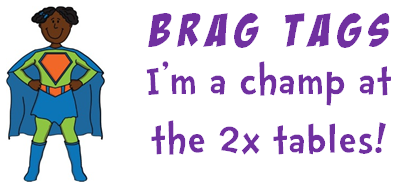 BRAG TAGS
I'm a champ at
the 2x tables!